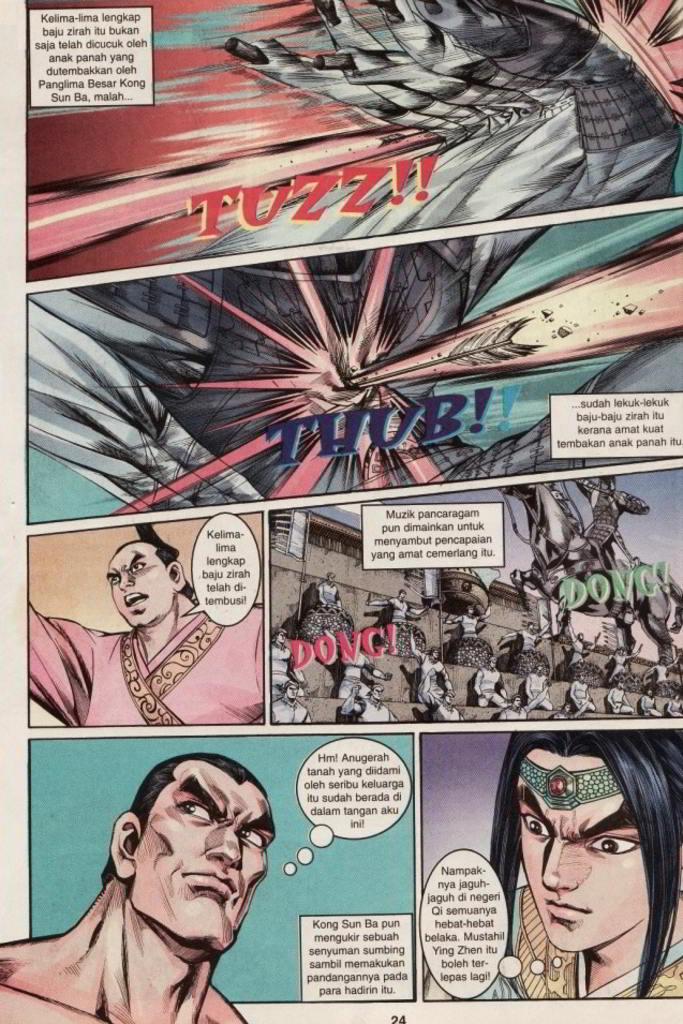 Kelima-lima lengkap
baju zirah itu bukan
saja telah dicucuk oleh
anak panah yang
dutembakkan oleh
Panglima Besar Kong
Sun Ba, malah...
TUZZ!!
THUB!!
...sudah lekuk-lekuk
baju-baju zirah itu
kerana amat kuat
tembakan anak panah itu.
Kelima-
lima
lengkap
baju zirah
telah di-
tembusi!
Muzik pancaragam
pun dimainkan untuk
menyambut pencapaian
yang amat cemerlang itu.
DONG!
DONG!
Hm! Anugerah
tanah yang diidami
oleh seribu keluarga
itu sudah berada di
dalam tangan aku
ini!
Kong Sun Ba pun
mengukir sebuah
senyuman sumbing
sambil memakukan
pandangannya pada
para hadirin itu.
Nampak-
nya jaguh-
jaguh di negeri
Qi semuanya
hebat-hebat
belaka. Mustahil
Ying Zhen itu
boleh ter-
lepas lagi!
24